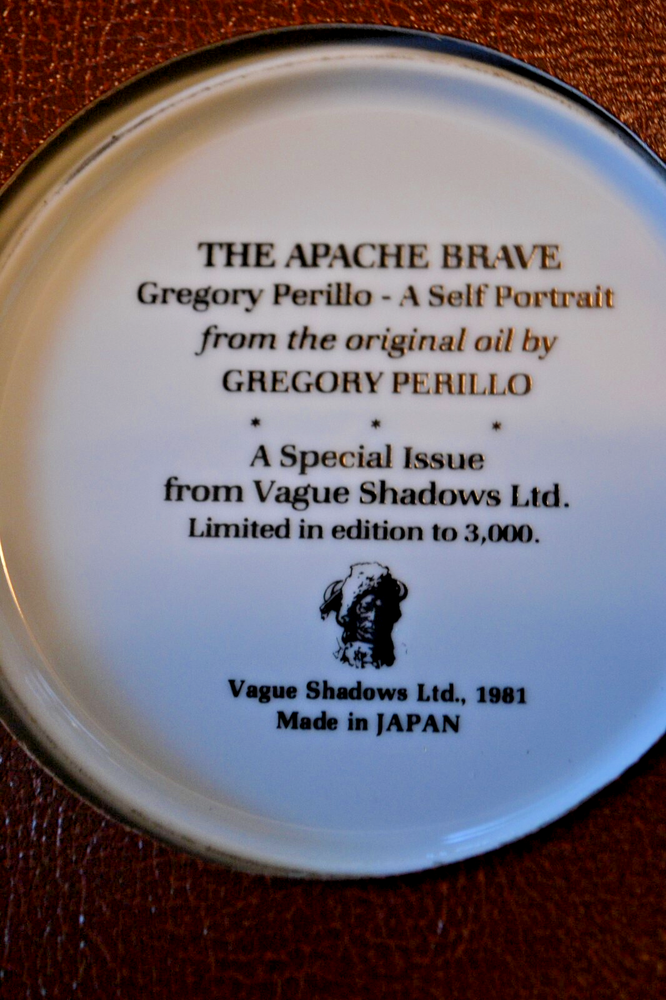 THE APACHE BRAVE
Gregory Perillo - A Self Portrait
from the original oil by
GREGORY PERILLO
* * *
A Special Issue
from Vague Shadows Ltd.
Limited in edition to 3,000.
Vague Shadows Ltd., 1981
Made in JAPAN